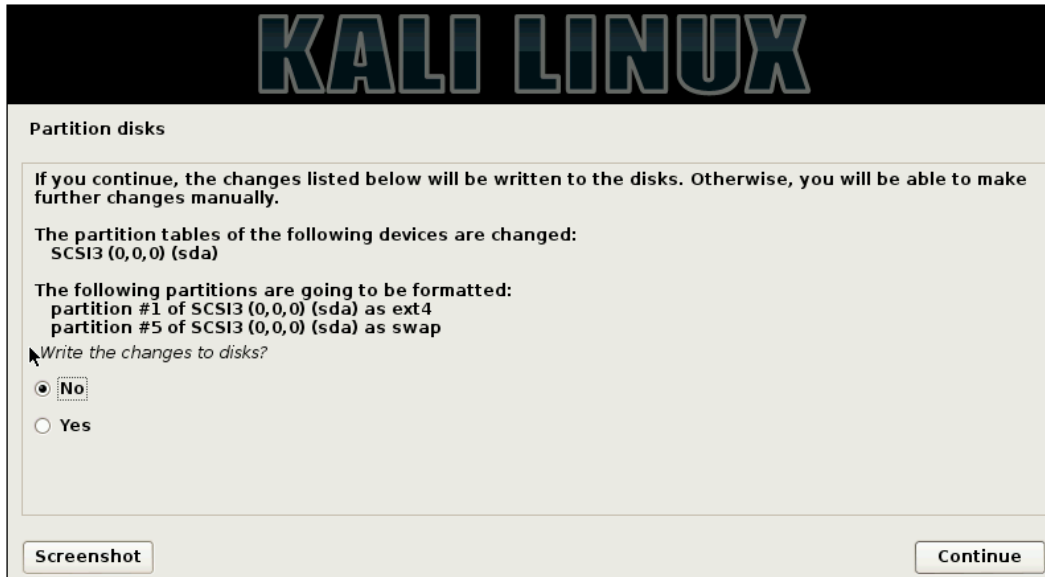 KALI LINUX
Partition disks
If you continue, the changes listed below will be written to the disks. Otherwise, you will be able to make
further changes manually.
The partition tables of the following devices are changed:
SCSI3 (0,0,0) (sda)
The following partitions are going to be formatted:
partition #1 of SCSI3 (0,0,0) (sda) as ext4
partition #5 of SCSI3 (0,0,0) (sda) as swap
Write the changes to disks?
No
Yes
Screenshot
Continue